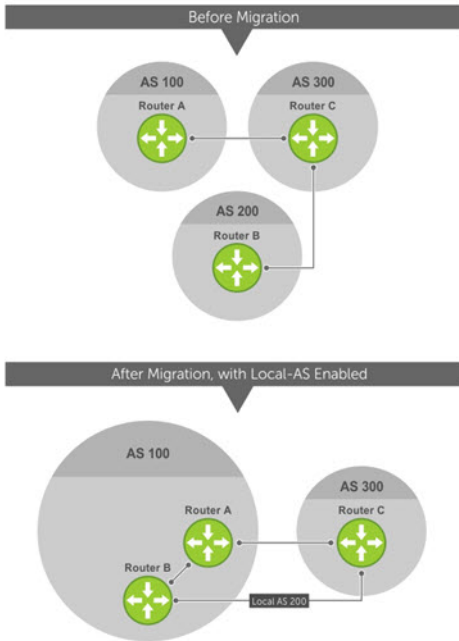 Before Migration
AS 100
AS 300
Router A
Router C
AS 200
Router B
After Migration, with Local-AS Enabled
AS 100
AS 300
Router A
Router C
Router B
Local AS 200